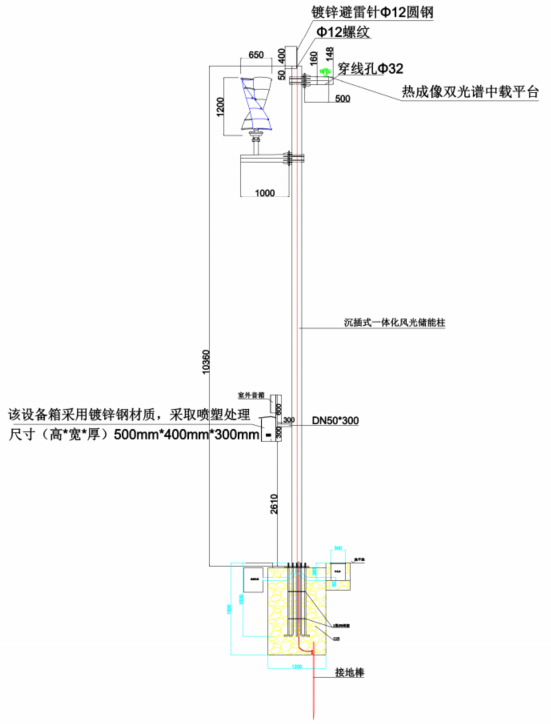 镀锌避雷针Φ12圆钢
Φ12螺纹
650
400
50
160
148
穿线孔Φ32
500
热成像双光谱中载平台
1200
1000
10360
沉插式一体化风光储能柱
室外音箱
600
该设备箱采用镀锌钢材质，采取喷塑处理
尺寸（高*宽*厚）500mm*400mm*300mm
300
300
DN50*300
2610
1200
接地棒